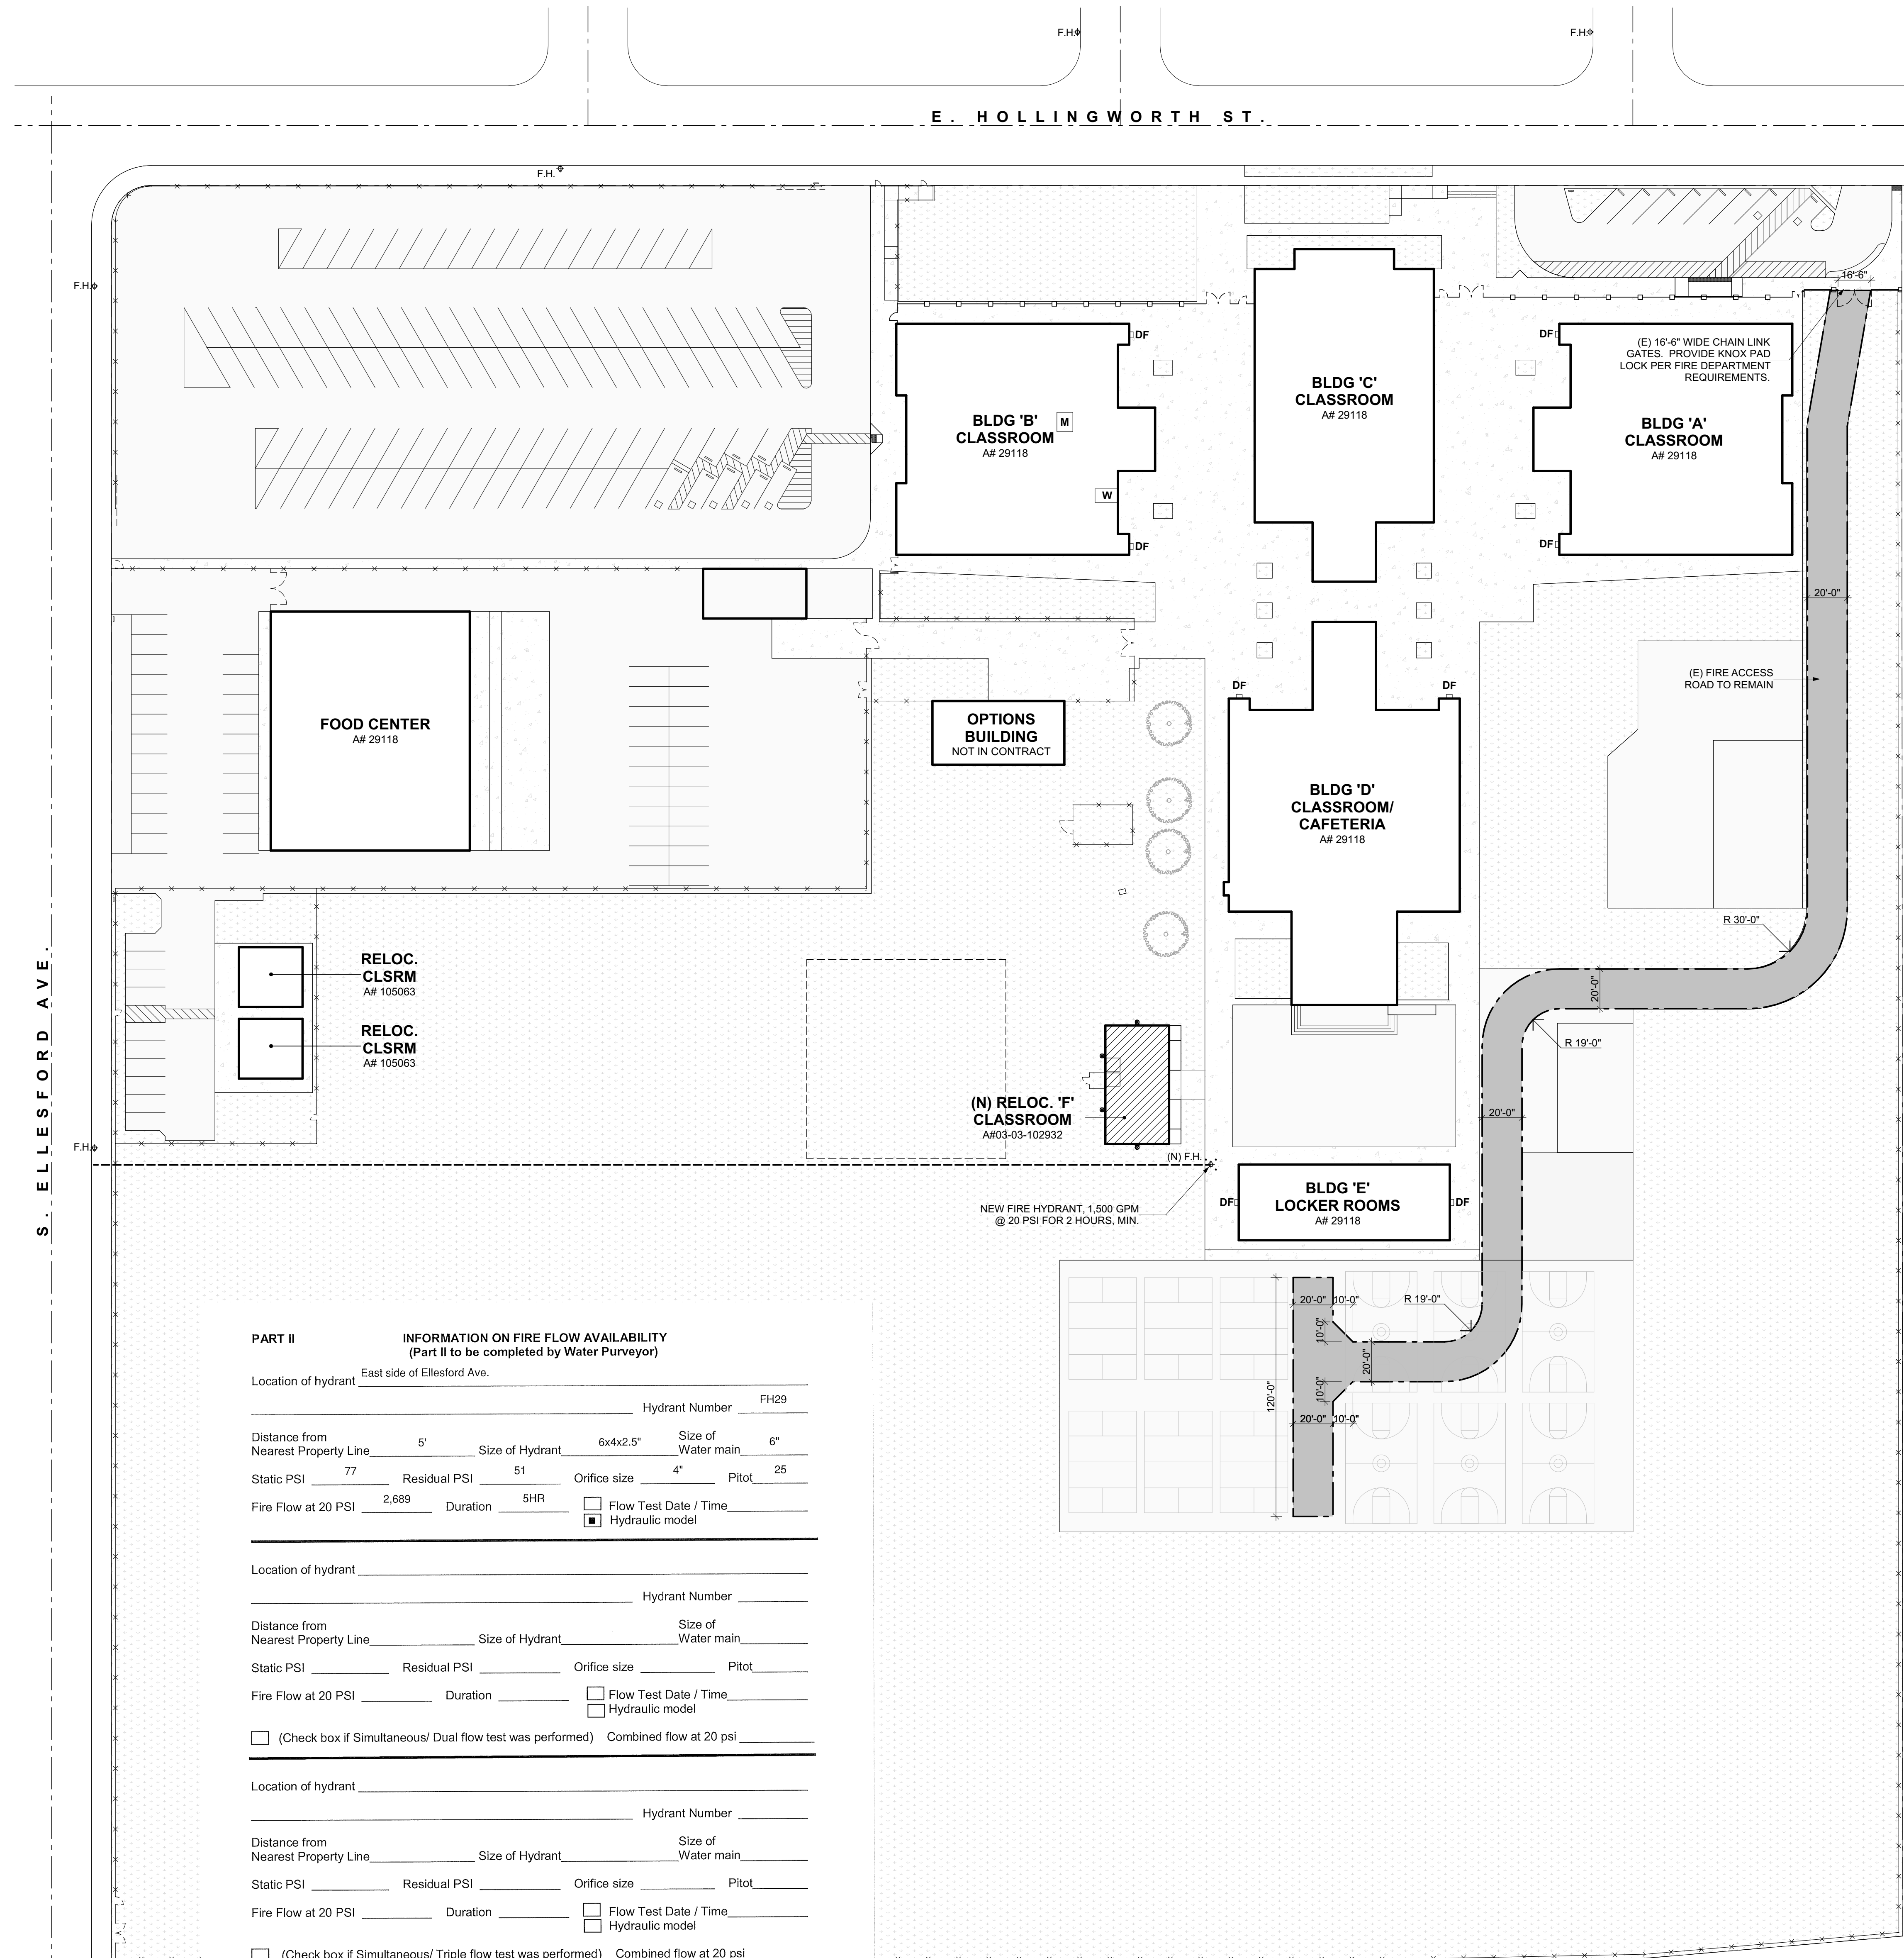 F.H.
F.H.
E. HOLLINGWORTH ST.
F.H.
F.H.
16'-6"
(E) 16'-6" WIDE CHAIN LINK
GATES. PROVIDE KNOX PAD
LOCK PER FIRE DEPARTMENT
REQUIREMENTS.
DF
DF
BLDG 'B'
CLASSROOM
A# 29118
M
W
DF
BLDG 'C'
CLASSROOM
A# 29118
BLDG 'A'
CLASSROOM
A# 29118
DF
20'-0"
(E) FIRE ACCESS
ROAD TO REMAIN
FOOD CENTER
A# 29118
OPTIONS
BUILDING
NOT IN CONTRACT
DF
DF
BLDG 'D'
CLASSROOM/
CAFETERIA
A# 29118
R 30'-0"
20'-0"
R 19'-0"
20'-0"
S. ELLESFORD AVE.
RELOC.
CLSRM
A# 105063
RELOC.
CLSRM
A# 105063
(N) RELOC. 'F'
CLASSROOM
A#03-03-102932
F.H.
(N) F.H.
NEW FIRE HYDRANT, 1,500 GPM
@ 20 PSI FOR 2 HOURS, MIN.
DF
BLDG 'E'
LOCKER ROOMS
A# 29118
DF
20'-0"
10'-0"
R 19'-0"
10'-0"
20'-0"
120'-0"
10'-0"
20'-0"
10'-0"
PART II INFORMATION ON FIRE FLOW AVAILABILITY
(Part II to be completed by Water Purveyor)
Location of hydrant East side of Ellesford Ave.
Hydrant Number FH29
Distance from
Nearest Property Line 5' Size of Hydrant 6x4x2.5" Size of Water main 6"
Static PSI 77 Residual PSI 51 Orifice size 4" Pitot 25
Fire Flow at 20 PSI 2,689 Duration 5HR Flow Test Date / Time
Hydraulic model
Location of hydrant
Hydrant Number
Distance from
Nearest Property Line Size of Hydrant Size of Water main
Static PSI Residual PSI Orifice size Pitot
Fire Flow at 20 PSI Duration Flow Test Date / Time
Hydraulic model
(Check box if Simultaneous/ Dual flow test was performed) Combined flow at 20 psi
Location of hydrant
Hydrant Number
Distance from
Nearest Property Line Size of Hydrant Size of Water main
Static PSI Residual PSI Orifice size Pitot
Fire Flow at 20 PSI Duration Flow Test Date / Time
Hydraulic model
(Check box if Simultaneous/ Triple flow test was performed) Combined flow at 20 psi